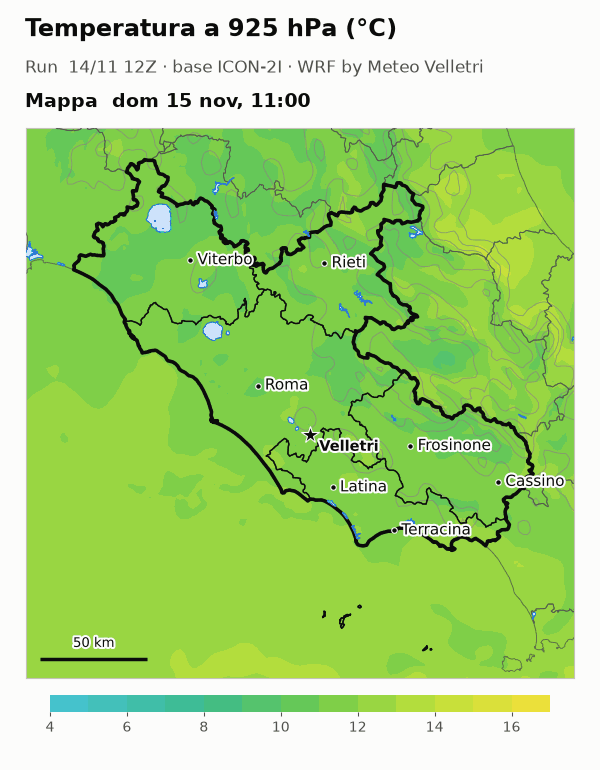 Temperatura a 925 hPa (°C)
Run  14/11 12Z · base ICON-2I · WRF by Meteo Velletri
Mappa  dom 15 nov, 11:00
Viterbo
Rieti
Roma
Velletri
Frosinone
Cassino
Latina
Terracina
50 km
4 6 8 10 12 14 16